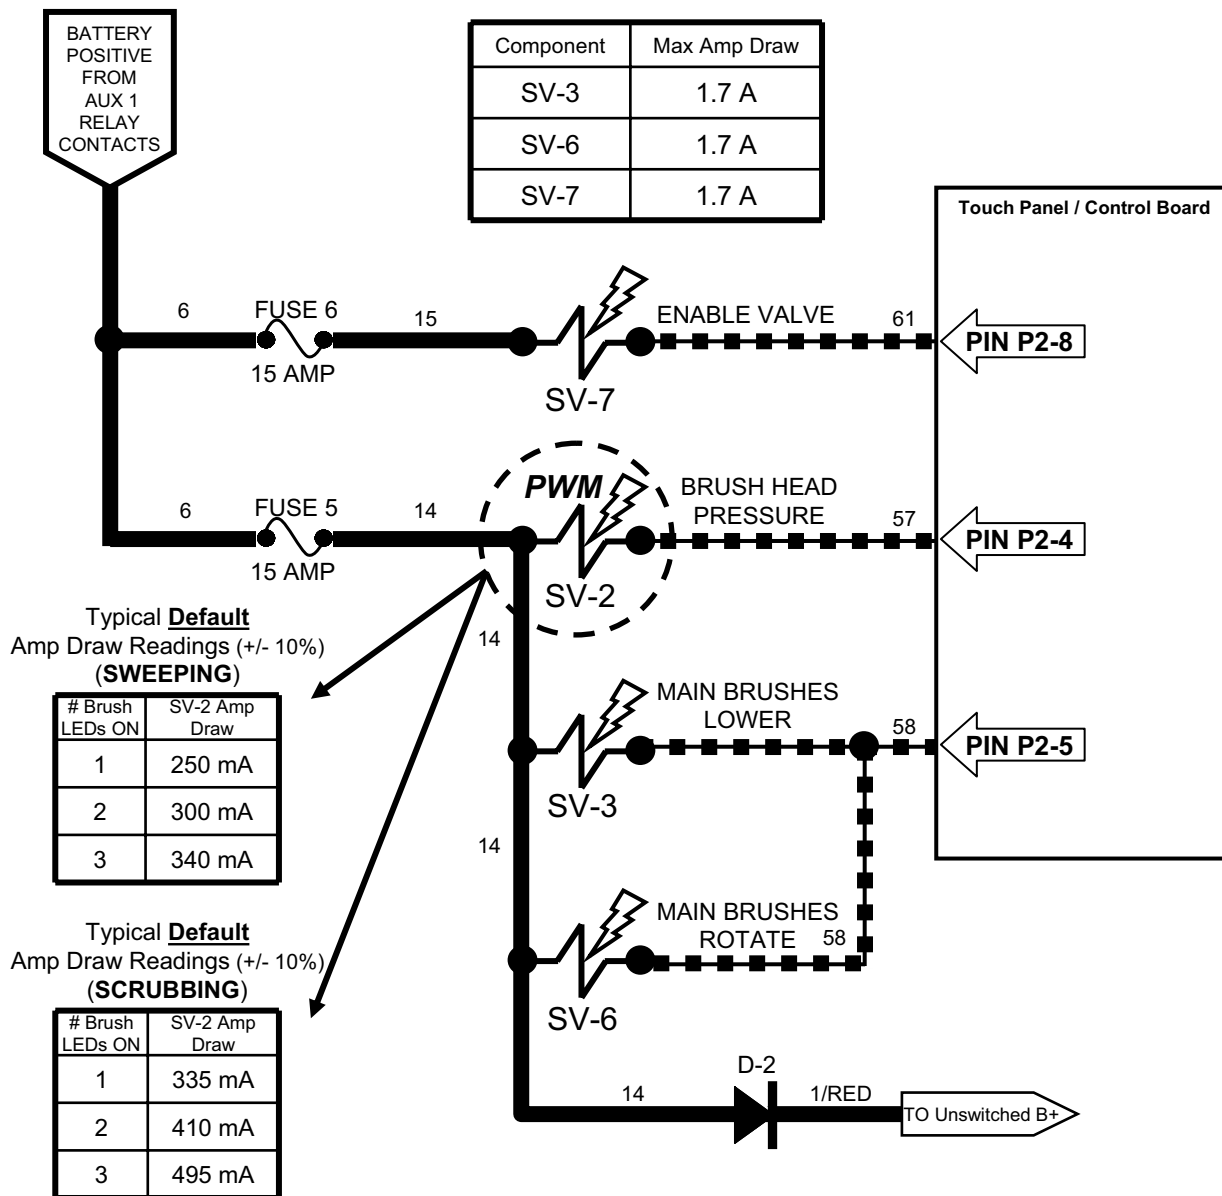 BATTERY
POSITIVE
FROM
AUX 1
RELAY
CONTACTS
Component Max Amp Draw
SV-3 1.7 A
SV-6 1.7 A
SV-7 1.7 A
Touch Panel / Control Board
6 FUSE 6 15 ENABLE VALVE 61
15 AMP
SV-7
PIN P2-8
6 FUSE 5 14 PWM BRUSH HEAD
PRESSURE 57
15 AMP
SV-2
PIN P2-4
14
Typical Default
Amp Draw Readings (+/- 10%)
(SWEEPING)
# Brush
LEDs ON
SV-2 Amp
Draw
1 250 mA
2 300 mA
3 340 mA
MAIN BRUSHES
LOWER
58
PIN P2-5
SV-3
14
MAIN BRUSHES
ROTATE 58
SV-6
Typical Default
Amp Draw Readings (+/- 10%)
(SCRUBBING)
# Brush
LEDs ON
SV-2 Amp
Draw
1 335 mA
2 410 mA
3 495 mA
14 D-2 1/RED
TO Unswitched B+